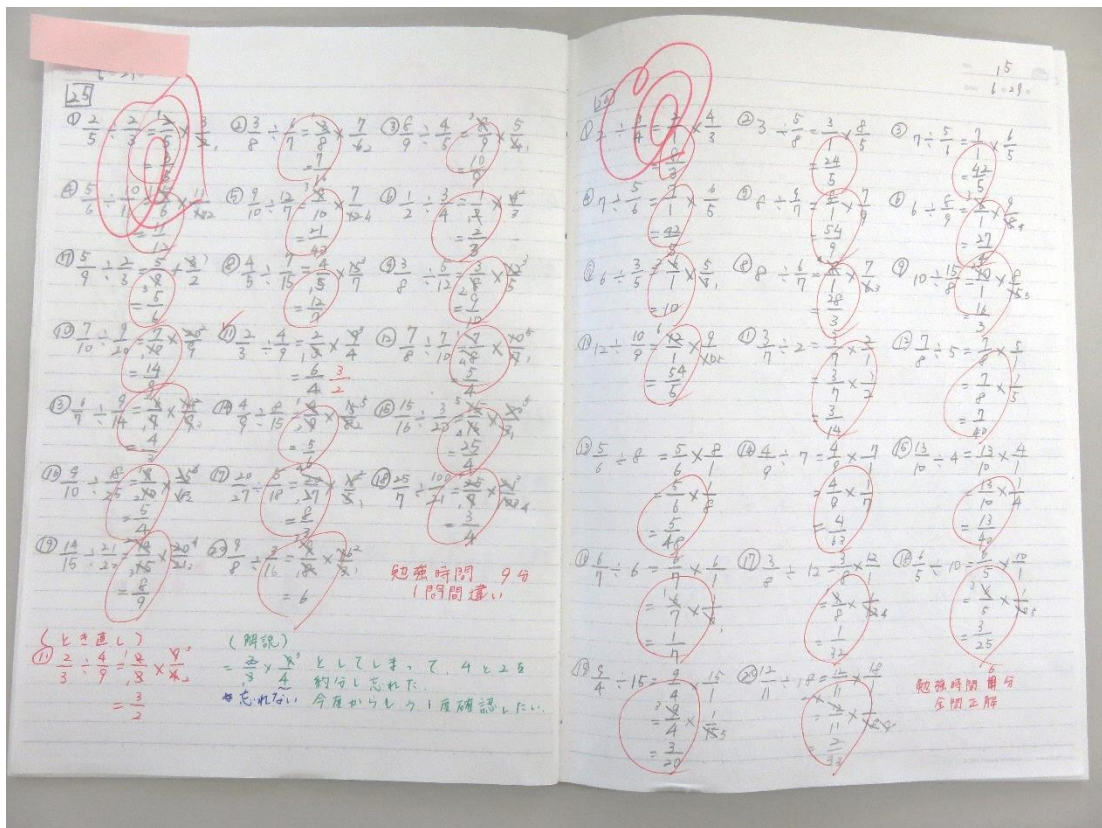 6・29・
25
① 2/5 ÷ 2/3 = 2/5 × 3/2 ② 3/8 ÷ 6/7 = 3/8 × 7/6 2 ③ 8/9 ÷ 4/5 = 8/9 × 5/4 1
= 3/5 = 7/16 = 10/9
④ 5/6 ÷ 10/11 = 5/6 × 11/10 2 ⑤ 9/10 ÷ 12/7 = 9/10 × 7/12 4 ⑥ 1/2 ÷ 3/4 = 1/2 × 4/3
= 11/12 = 21/40 = 2/3
⑦ 5/9 ÷ 2/3 = 5/9 × 3/2 ⑧ 4/5 ÷ 7/15 = 4/5 × 15/7 ⑨ 3/8 ÷ 5/12 = 3/8 × 12/5
= 5/6 = 12/7 = 9/10
⑩ 7/10 ÷ 9/20 = 7/10 × 20/9 ⑪ 2/3 ÷ 4/9 = 2/3 × 9/4 ⑫ 7/8 ÷ 7/10 = 7/8 × 10/7
= 14/9 = 6/4 3/2 = 5/4
⑬ 6/7 ÷ 9/14 = 6/7 × 14/9 ⑭ 4/9 ÷ 8/15 = 4/9 × 15/8 2 ⑮ 15/16 ÷ 3/20 = 15/16 × 20/3
= 4/3 = 5/6 = 25/4
⑯ 9/10 ÷ 18/25 = 9/10 × 25/18 ⑰ 20/27 ÷ 5/18 = 20/27 × 18/5 ⑱ 25/7 ÷ 100/21 = 25/7 × 21/100 4
= 5/4 = 8/3 = 3/4
⑲ 14/15 ÷ 21/20 = 14/15 × 20/21 ⑳ 9/8 ÷ 3/16 = 9/8 × 16/3
= 8/9 = 6
勉強時間 9分
1問間違い
(とき直し) (解説)
⑪ 2/3 ÷ 4/9 = 2/3 × 9/4 = 2/3 × 9/4 としてしまって、4と2を
約分し忘れた。
= 3/2 忘れない 今度からもう1度確認したい。
15
6・29・
26
① 2 ÷ 3/4 = 2/1 × 4/3 ② 3 ÷ 5/8 = 3/1 × 8/5 ③ 7 ÷ 5/6 = 7/1 × 6/5
= 8/3 = 24/5 = 42/5
④ 7 ÷ 5/6 = 7/1 × 6/5 ⑤ 8 ÷ 9/7 = 8/1 × 7/9 ⑥ 6 ÷ 8/9 = 6/1 × 9/8 4
= 42/5 = 54/9 = 27/4
⑦ 6 ÷ 3/5 = 6/1 × 5/3 ⑧ 8 ÷ 6/7 = 8/1 × 7/6 3 ⑨ 10 ÷ 15/8 = 10/1 × 8/15 3
= 10 = 28/3 = 16/3
⑩ 12 ÷ 10/9 = 12/1 × 9/10 5 ⑪ 3/7 ÷ 2 = 3/7 ÷ 2/1 ⑫ 7/8 ÷ 5 = 7/8 × 5/1
= 54/5 = 3/7 × 1/2 = 7/8 × 1/5
= 3/14 = 7/40
⑬ 5/6 ÷ 8 = 5/6 × 8/1 ⑭ 4/9 ÷ 7 = 4/9 × 7/1 ⑮ 13/10 ÷ 4 = 13/10 × 4/1
= 5/6 × 1/8 = 4/9 × 1/7 = 13/10 × 1/4
= 5/48 = 4/63 = 13/40
⑯ 6/7 ÷ 6 = 6/7 × 6/1 ⑰ 3/8 ÷ 12 = 3/8 × 12/1 ⑱ 6/5 ÷ 10 = 6/5 × 10/1
= 6/7 × 1/6 = 3/8 × 1/12 4 = 6/5 × 1/10 5
= 1/7 = 1/32 = 3/25
⑲ 9/4 ÷ 15 = 9/4 × 15/1 ⑳ 12/11 ÷ 18 = 12/11 × 18/1
= 9/4 × 1/15 5 = 12/11 × 1/18
= 3/20 = 2/33
勉強時間 6分
全問正解